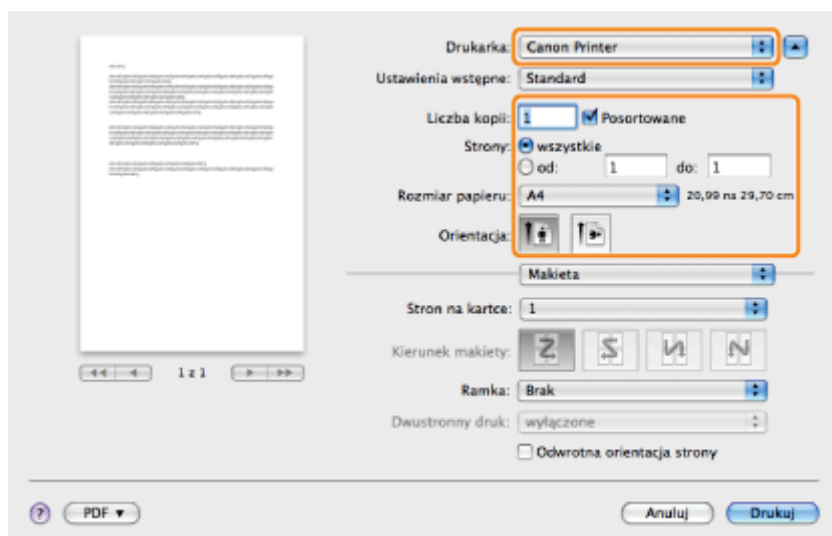 Drukarka: Canon Printer
Ustawienia wstępne: Standard
Liczba kopii: 1 Posortowane
Strony: wszystkie
od: 1 do: 1
Rozmiar papieru: A4 20,99 na 29,70 cm
Orientacja:
Makieta
Stron na kartce: 1
Kierunek makiety:
1 z 1
Ramka: Brak
Dwustronny druk: wyłączone
Odwrotna orientacja strony
? PDF Anuluj Drukuj